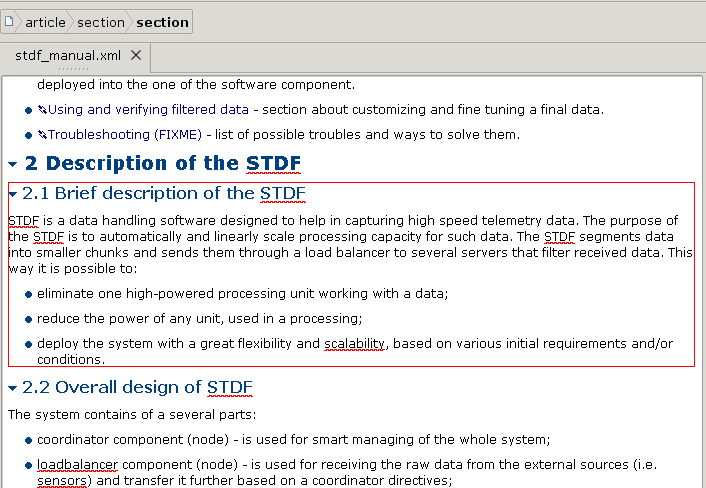 article section section
stdf_manual.xml
deployed into the one of the software component.
Using and verifying filtered data - section about customizing and fine tuning a final data.
Troubleshooting (FIXME) - list of possible troubles and ways to solve them.
2 Description of the STDF
2.1 Brief description of the STDF
STDF is a data handling software designed to help in capturing high speed telemetry data. The purpose of
the STDF is to automatically and linearly scale processing capacity for such data. The STDF segments data
into smaller chunks and sends them through a load balancer to several servers that filter received data. This
way it is possible to:
eliminate one high-powered processing unit working with a data;
reduce the power of any unit, used in a processing;
deploy the system with a great flexibility and scalability, based on various initial requirements and/or
conditions.
2.2 Overall design of STDF
The system contains of a several parts:
coordinator component (node) - is used for smart managing of the whole system;
loadbalancer component (node) - is used for receiving the raw data from the external sources (i.e.
sensors) and transfer it further based on a coordinator directives;